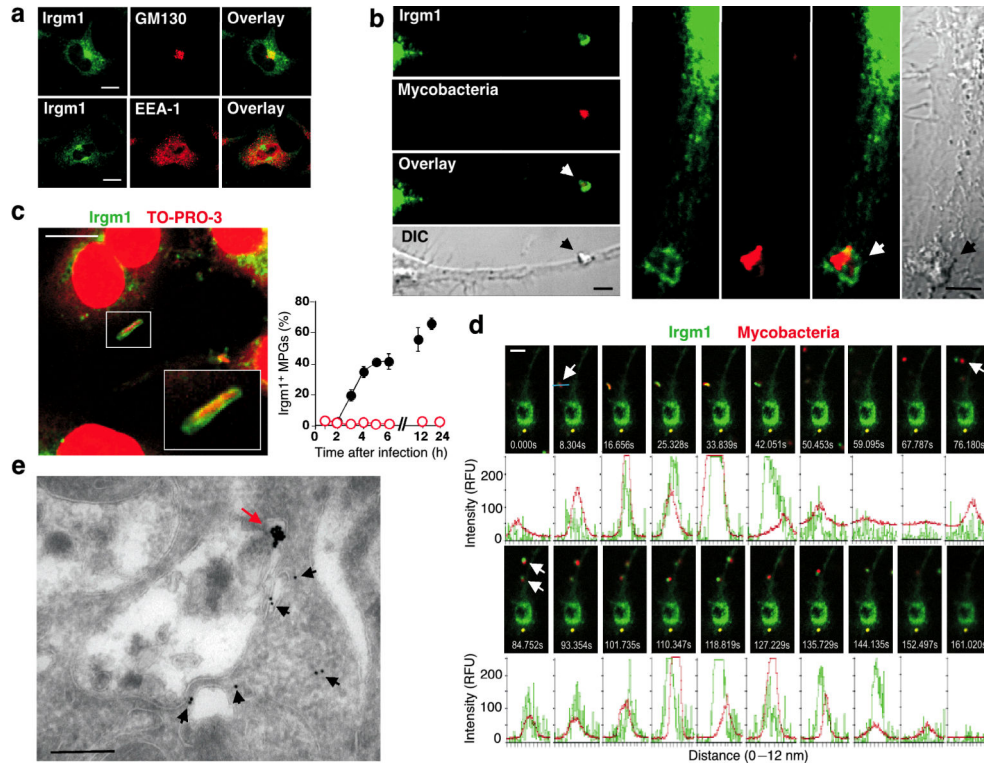 a
Irgm1 GM130 Overlay
Irgm1 EEA-1 Overlay
b
Irgm1
Mycobacteria
Overlay
DIC
c
Irgm1 TO-PRO-3
Irgm1⁺ MPGs (%)
80
60
40
20
0
0 2 4 6 12 24
Time after infection (h)
d
Irgm1 Mycobacteria
0.000s 8.304s 16.656s 25.328s 33.839s 42.051s 50.453s 59.095s 67.787s 76.180s
Intensity (RFU)
200
100
0
84.752s 93.354s 101.735s 110.347s 118.819s 127.229s 135.729s 144.135s 152.497s 161.020s
Intensity (RFU)
200
100
0
Distance (0–12 nm)
e